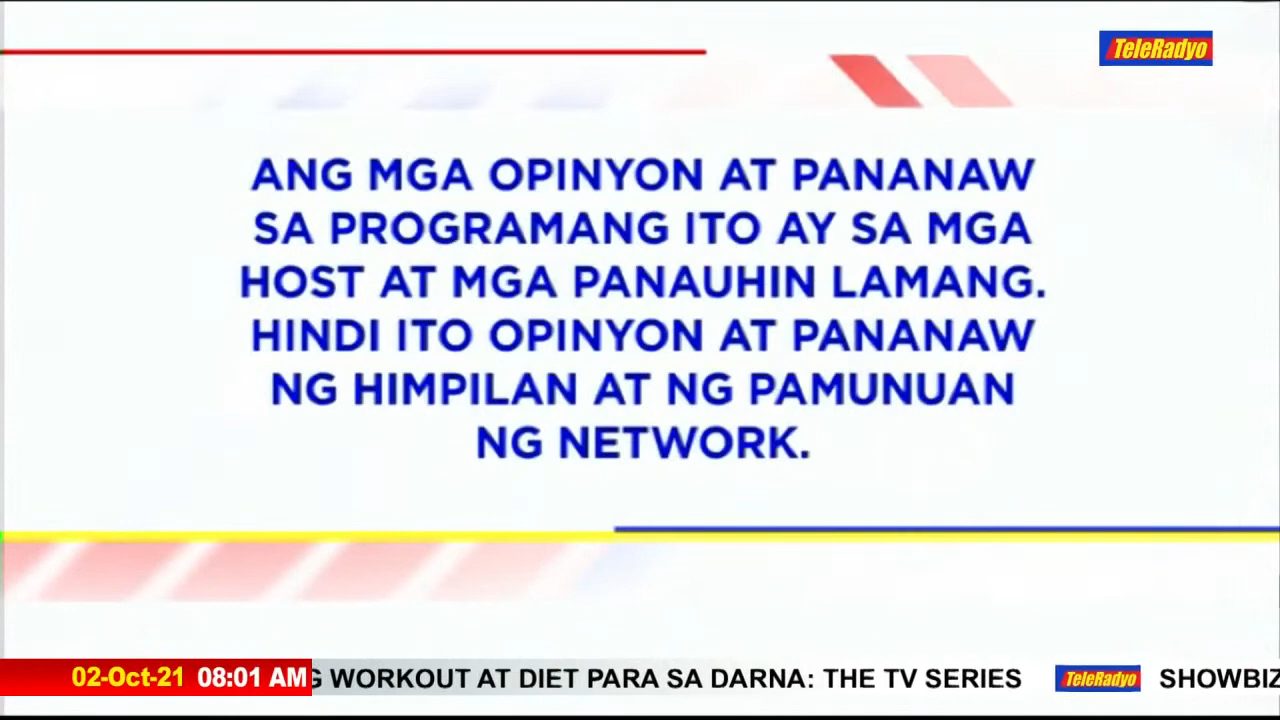 TeleRadyo
ANG MGA OPINYON AT PANANAW
SA PROGRAMANG ITO AY SA MGA
HOST AT MGA PANAUHIN LAMANG.
HINDI ITO OPINYON AT PANANAW
NG HIMPILAN AT NG PAMUNUAN
NG NETWORK.
02-Oct-21 08:01 AM G WORKOUT AT DIET PARA SA DARNA: THE TV SERIES TeleRadyo SHOWBIZ